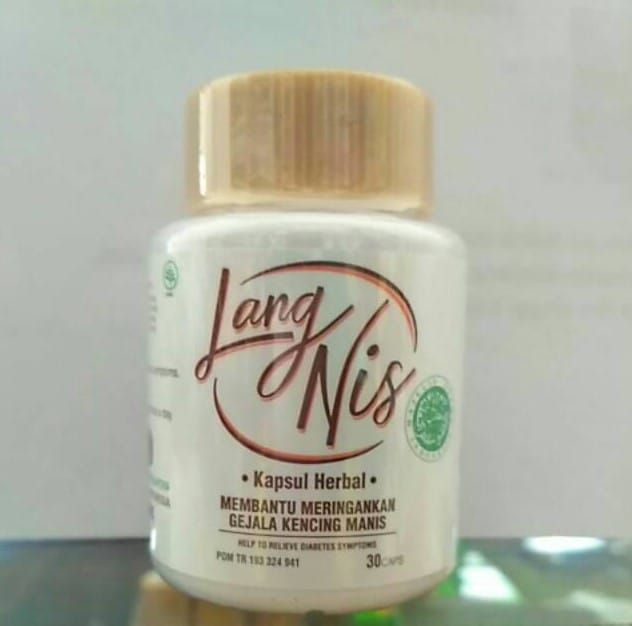 Lang
Nis
• Kapsul Herbal •
MEMBANTU MERINGANKAN
GEJALA KENCING MANIS
HELP TO RELIEVE DIABETES SYMPTOMS
POM TR 193 324 941
30CAPS